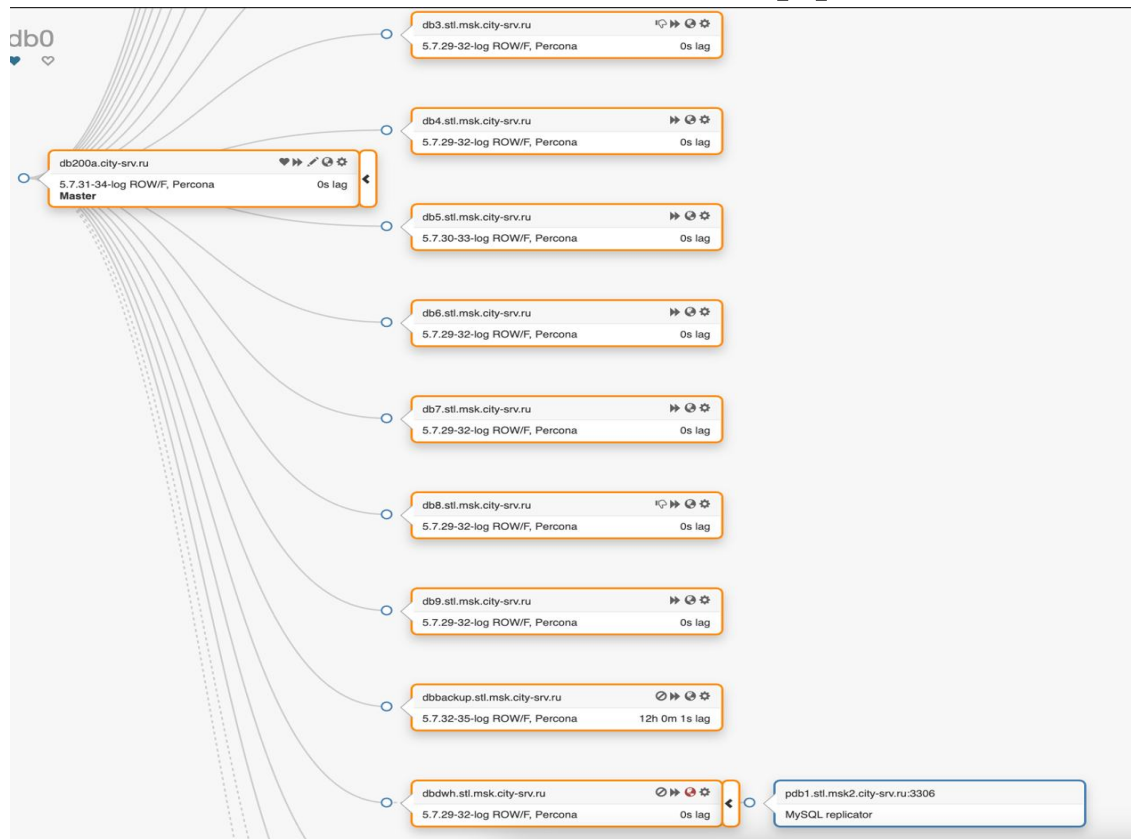 db0
db3.stl.msk.city-srv.ru
5.7.29-32-log ROW/F, Percona 0s lag
db4.stl.msk.city-srv.ru
5.7.29-32-log ROW/F, Percona 0s lag
db200a.city-srv.ru
5.7.31-34-log ROW/F, Percona 0s lag
Master
db5.stl.msk.city-srv.ru
5.7.30-33-log ROW/F, Percona 0s lag
db6.stl.msk.city-srv.ru
5.7.29-32-log ROW/F, Percona 0s lag
db7.stl.msk.city-srv.ru
5.7.29-32-log ROW/F, Percona 0s lag
db8.stl.msk.city-srv.ru
5.7.29-32-log ROW/F, Percona 0s lag
db9.stl.msk.city-srv.ru
5.7.29-32-log ROW/F, Percona 0s lag
dbbackup.stl.msk.city-srv.ru
5.7.32-35-log ROW/F, Percona 12h 0m 1s lag
dbdwh.stl.msk.city-srv.ru
5.7.29-32-log ROW/F, Percona 0s lag
pdb1.stl.msk2.city-srv.ru:3306
MySQL replicator